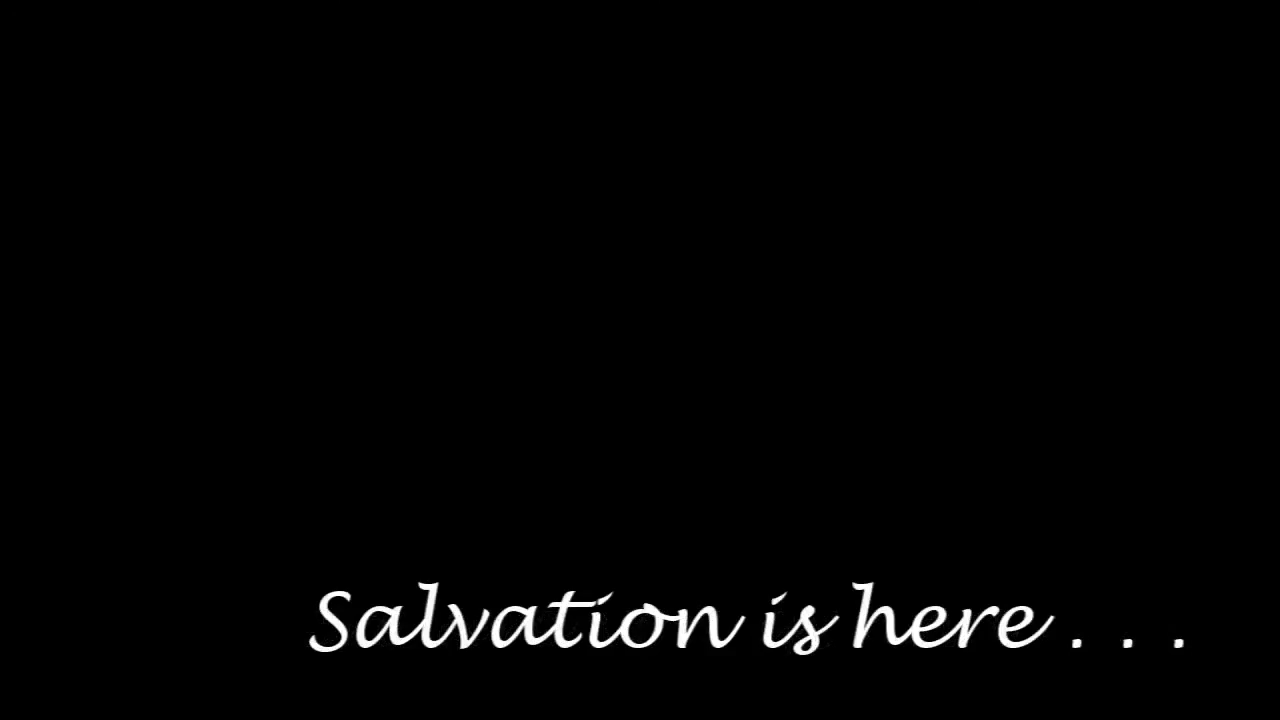 Salvation is here . . .